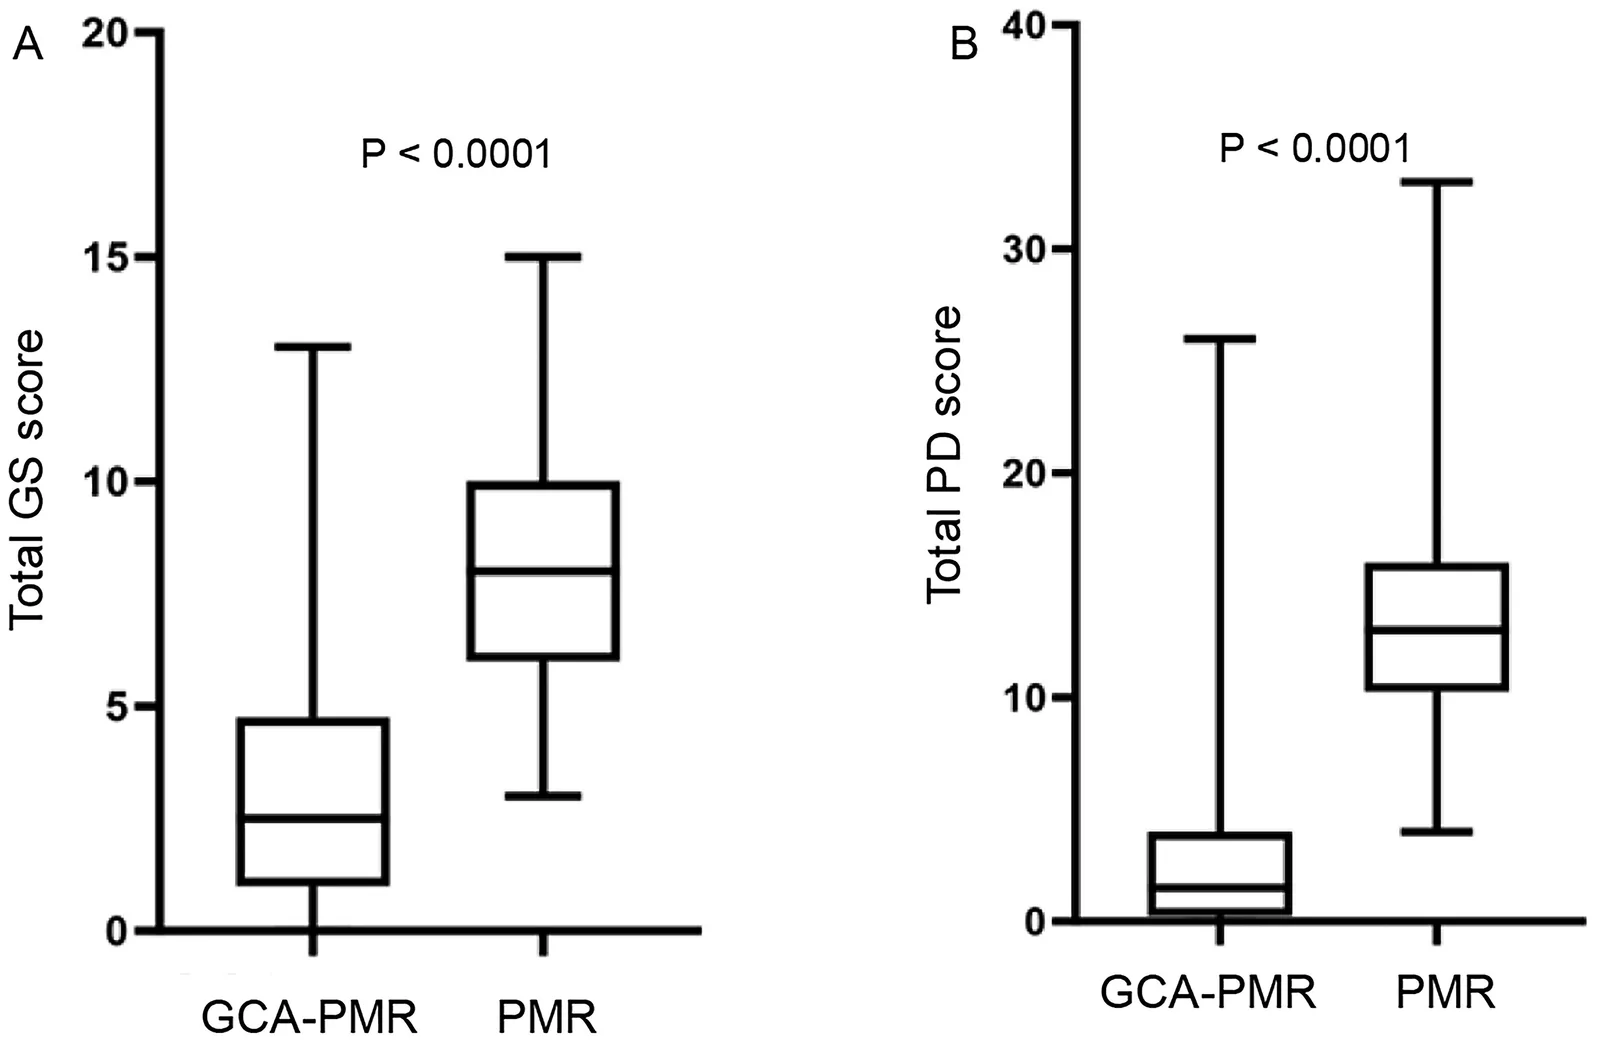 A
20
15
10
5
0
Total GS score
P < 0.0001
GCA-PMR
PMR
B
40
30
20
10
0
Total PD score
P < 0.0001
GCA-PMR
PMR